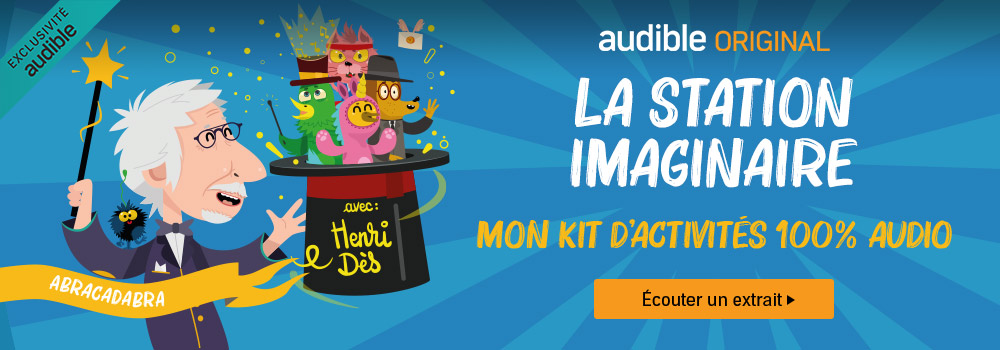 EXCLUSIVITÉ
audible
audible ORIGINAL
LA STATION
IMAGINAIRE
MON KIT D'ACTIVITÉS 100% AUDIO
Écouter un extrait
avec:
Henri
Dès
ABRACADABRA